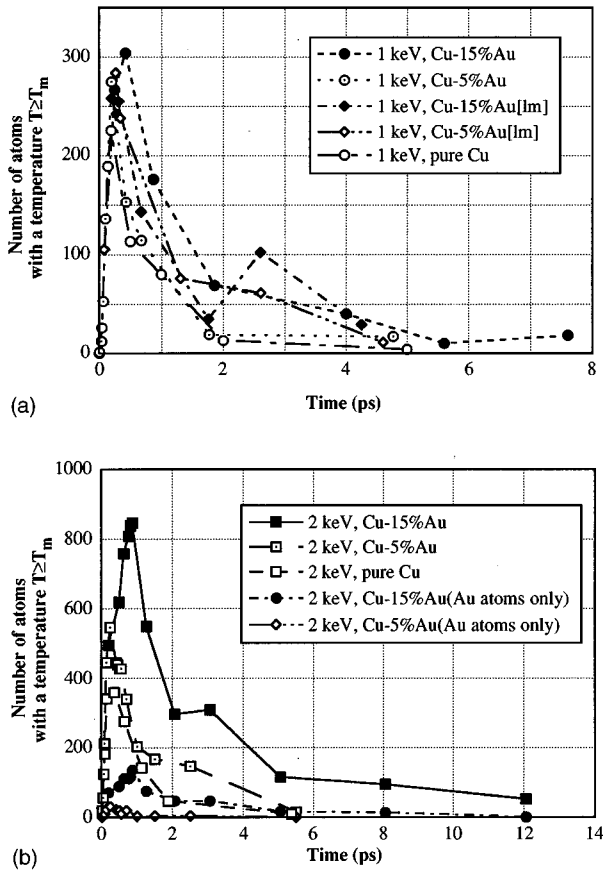 300
200
100
0
Number of atoms
with a temperature T≥Tm
1 keV, Cu-15%Au
1 keV, Cu-5%Au
1 keV, Cu-15%Au[lm]
1 keV, Cu-5%Au[lm]
1 keV, pure Cu
0 2 4 6 8
Time (ps)
(a)
1000
800
600
400
200
0
Number of atoms
with a temperature T≥Tm
2 keV, Cu-15%Au
2 keV, Cu-5%Au
2 keV, pure Cu
2 keV, Cu-15%Au(Au atoms only)
2 keV, Cu-5%Au(Au atoms only)
0 2 4 6 8 10 12 14
Time (ps)
(b)